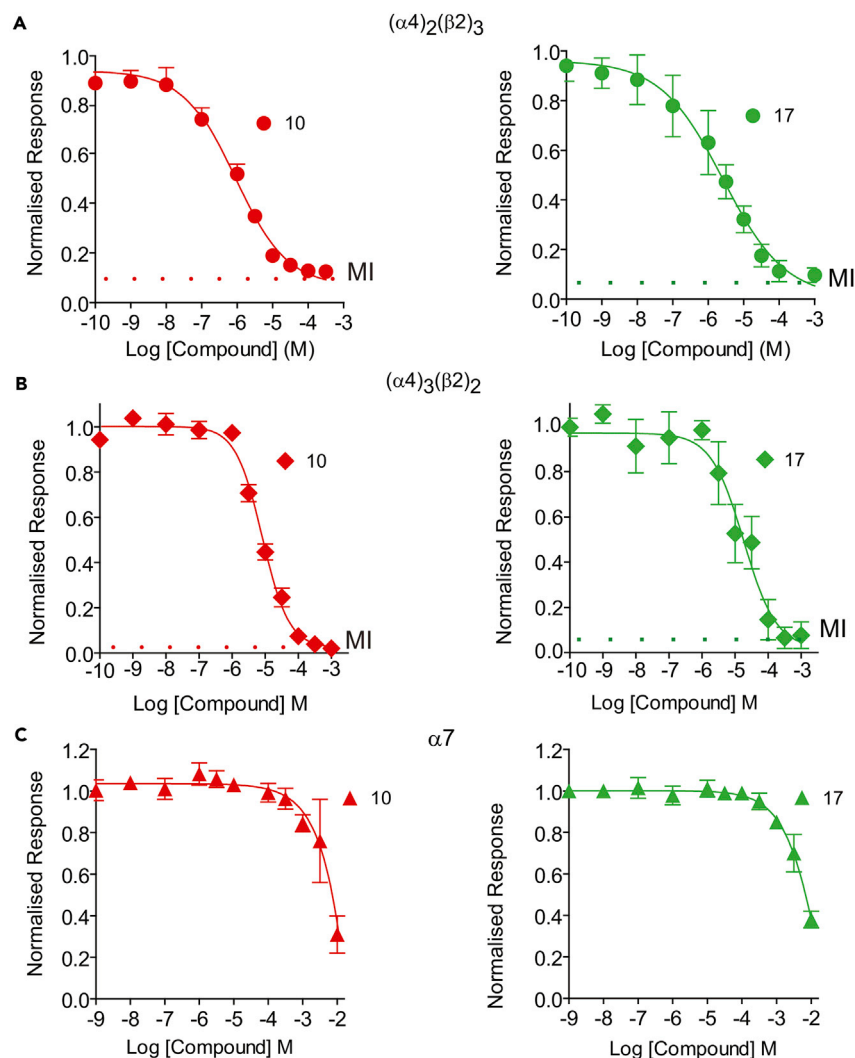 A
(α4)2(β2)3
Normalised Response
1.0
0.8
0.6
0.4
0.2
0.0
10
MI
-10 -9 -8 -7 -6 -5 -4 -3
Log [Compound] (M)
Normalised Response
1.0
0.8
0.6
0.4
0.2
0.0
17
MI
-10 -9 -8 -7 -6 -5 -4 -3
Log [Compound] (M)
B
(α4)3(β2)2
Normalised Response
1.0
0.8
0.6
0.4
0.2
0.0
10
MI
-10 -9 -8 -7 -6 -5 -4 -3
Log [Compound] M
Normalised Response
1.0
0.8
0.6
0.4
0.2
0.0
17
MI
-10 -9 -8 -7 -6 -5 -4 -3
Log [Compound] M
C
α7
Normalised Response
1.2
1.0
0.8
0.6
0.4
0.2
0.0
10
-9 -8 -7 -6 -5 -4 -3 -2
Log [Compound] M
Normalised Response
1.2
1.0
0.8
0.6
0.4
0.2
0.0
17
-9 -8 -7 -6 -5 -4 -3 -2
Log [Compound] M